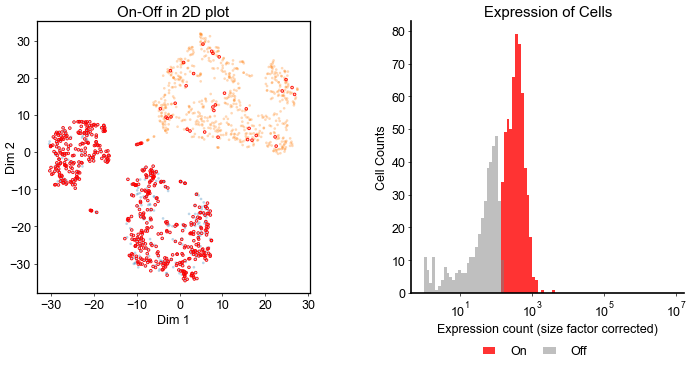 On-Off in 2D plot
30
20
10
0
−10
−20
−30
Dim 2
−30 −20 −10 0 10 20 30
Dim 1
Expression of Cells
80
70
60
50
40
30
20
10
0
Cell Counts
10^1 10^3 10^5 10^7
Expression count (size factor corrected)
On Off